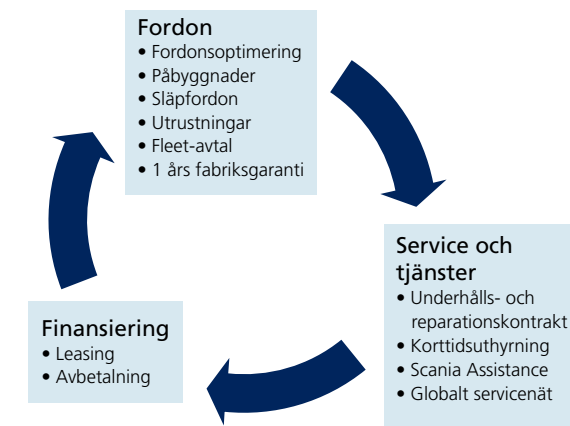 Fordon
• Fordonsoptimering
• Påbyggnader
• Släpfordon
• Utrustningar
• Fleet-avtal
• 1 års fabriksgaranti
Service och
tjänster
• Underhålls- och
reparationskontrakt
• Korttidsuthyrning
• Scania Assistance
• Globalt servicenät
Finansiering
• Leasing
• Avbetalning